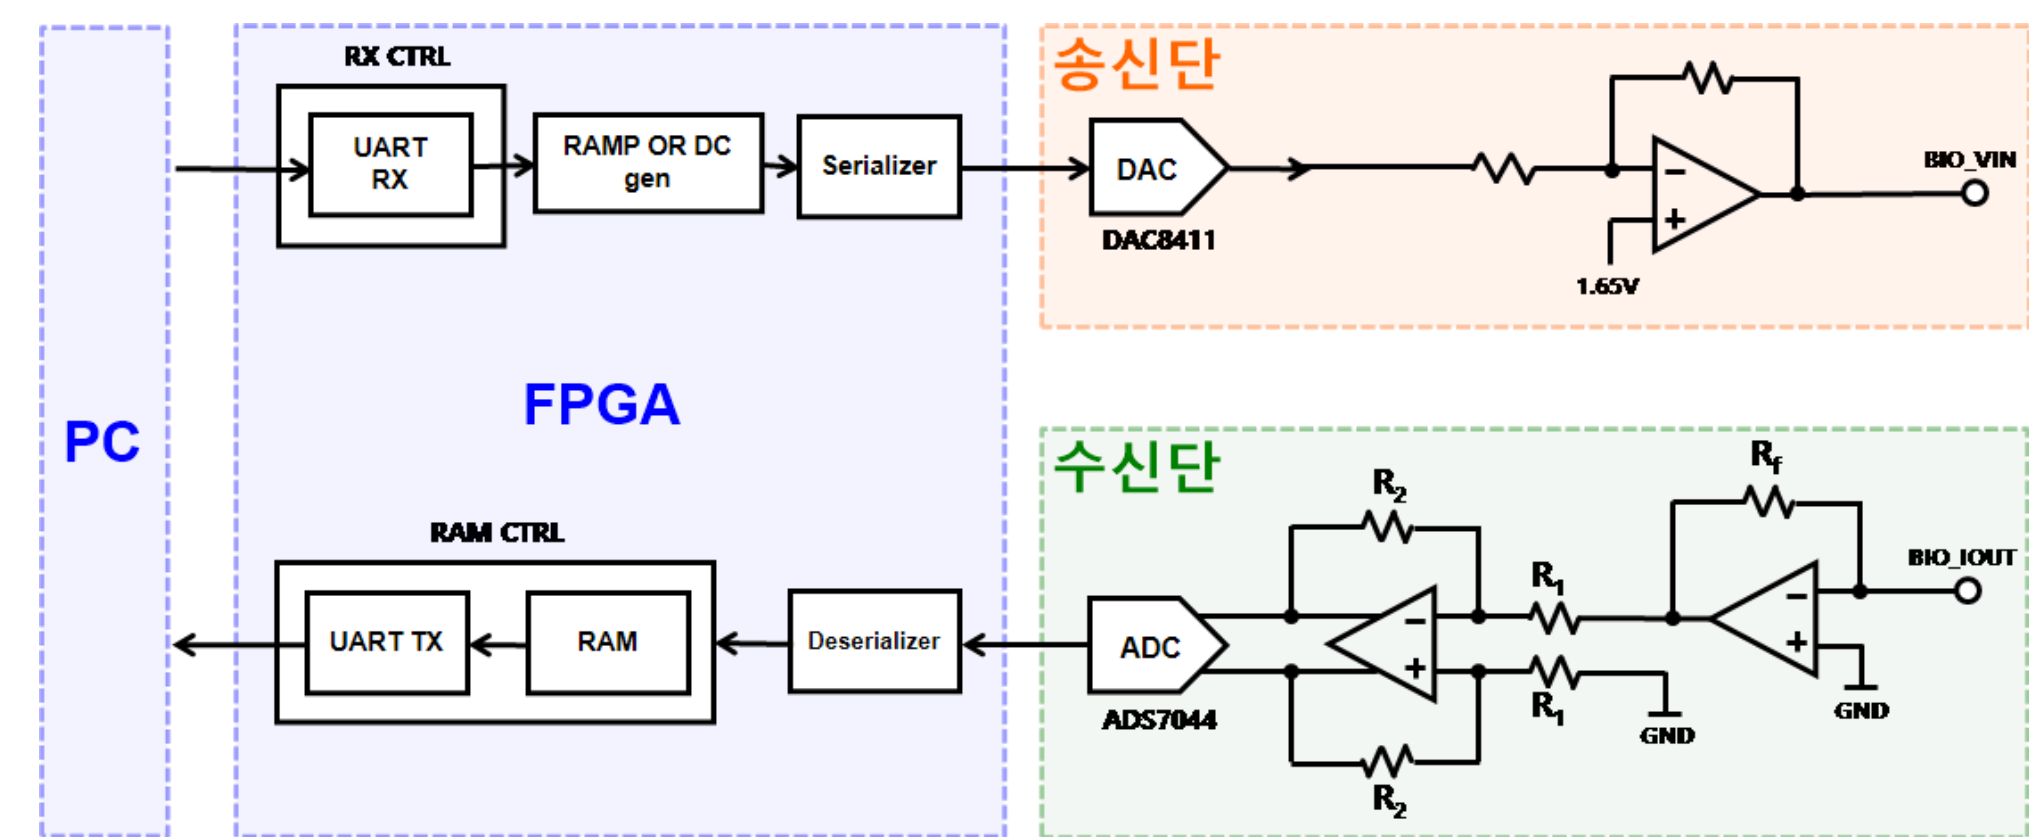 PC
FPGA
RX CTRL
UART
RX
RAMP OR DC
gen
Serializer
송신단
DAC
DAC8411
−
+
1.65V
BIO_VIN
RAM CTRL
UART TX
RAM
Deserializer
수신단
ADC
ADS7044
R2
−
+
R2
R1
R1
GND
Rf
−
+
GND
BIO_IOUT